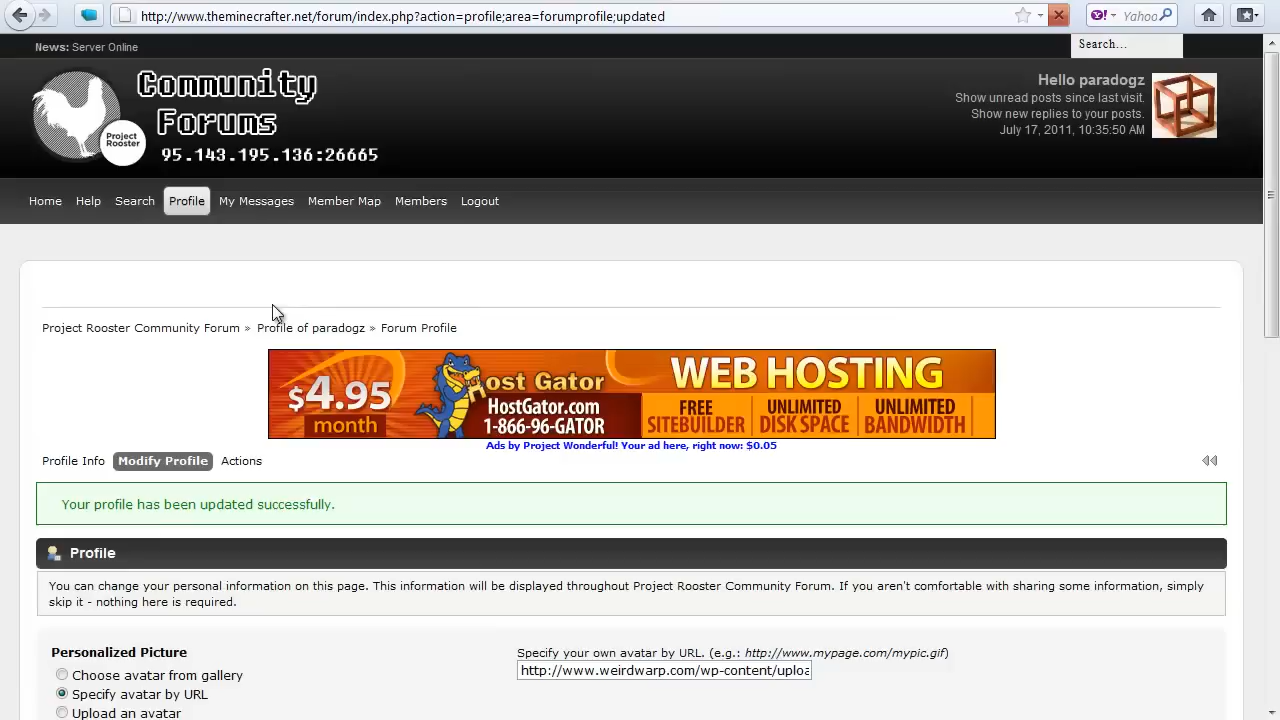 http://www.theminecrafter.net/forum/index.php?action=profile;area=forumprofile;updated
Yahoo
News: Server Online
Search...
Community
Forums
Project
Rooster
95.143.195.136:26665
Hello paradogz
Show unread posts since last visit.
Show new replies to your posts.
July 17, 2011, 10:35:50 AM
Home Help Search Profile My Messages Member Map Members Logout
Project Rooster Community Forum » Profile of paradogz » Forum Profile
$4.95
month
Host Gator
HostGator.com
1-866-96-GATOR
WEB HOSTING
FREE
SITEBUILDER
UNLIMITED
DISK SPACE
UNLIMITED
BANDWIDTH
Ads by Project Wonderful! Your ad here, right now: $0.05
Profile Info Modify Profile Actions
Your profile has been updated successfully.
Profile
You can change your personal information on this page. This information will be displayed throughout Project Rooster Community Forum. If you aren't comfortable with sharing some information, simply
skip it - nothing here is required.
Personalized Picture
Choose avatar from gallery
Specify avatar by URL
Upload an avatar
Specify your own avatar by URL. (e.g.: http://www.mypage.com/mypic.gif)
http://www.weirdwarp.com/wp-content/uploa